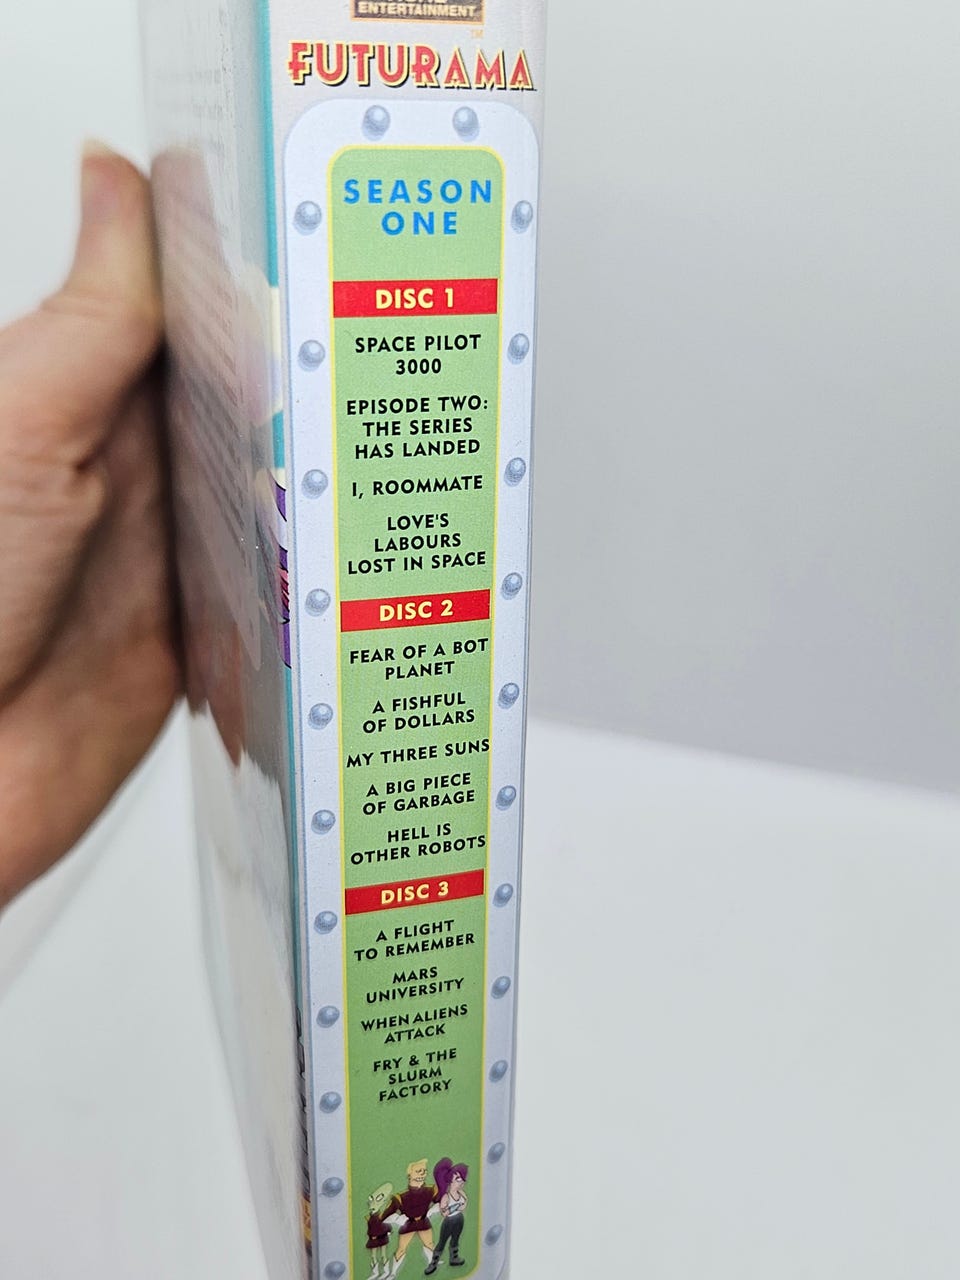 ENTERTAINMENT
TM
FUTURAMA
SEASON
ONE
DISC 1
SPACE PILOT
3000
EPISODE TWO:
THE SERIES
HAS LANDED
I, ROOMMATE
LOVE'S
LABOURS
LOST IN SPACE
DISC 2
FEAR OF A BOT
PLANET
A FISHFUL
OF DOLLARS
MY THREE SUNS
A BIG PIECE
OF GARBAGE
HELL IS
OTHER ROBOTS
DISC 3
A FLIGHT
TO REMEMBER
MARS
UNIVERSITY
WHEN ALIENS
ATTACK
FRY & THE
SLURM
FACTORY